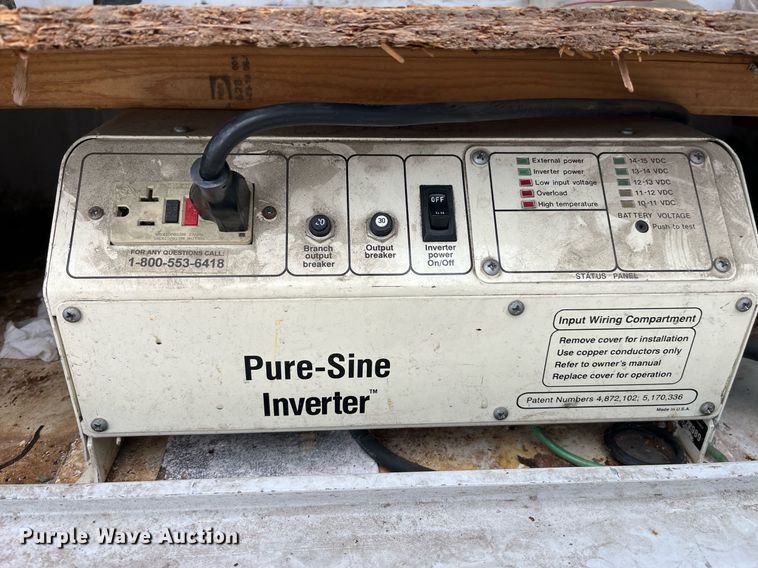 External power
Inverter power
Low input voltage
Overload
High temperature
14-15 VDC
13-14 VDC
12-13 VDC
11-12 VDC
10-11 VDC
BATTERY VOLTAGE
Push to test
STATUS PANEL
FOR ANY QUESTIONS CALL:
1-800-553-6418
20
Branch
output
breaker
30
Output
breaker
OFF
Inverter
power
On/Off
Pure-Sine
Inverter™
Input Wiring Compartment
Remove cover for installation
Use copper conductors only
Refer to owner's manual
Replace cover for operation
Patent Numbers 4,872,102; 5,170,336
Made in U.S.A.
Purple Wave Auction